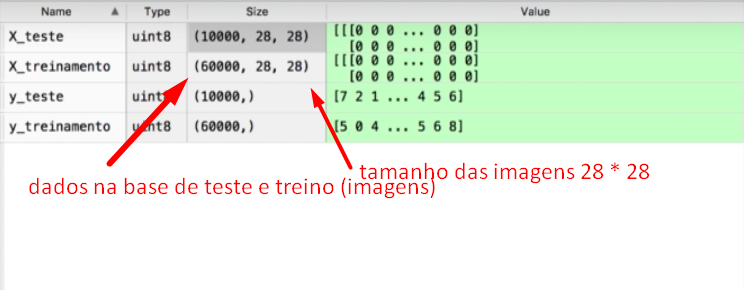 Name Type Size Value
X_teste uint8 (10000, 28, 28) [[[0 0 0 ... 0 0 0]
[0 0 0 ... 0 0 0]
X_treinamento uint8 (60000, 28, 28) [[[0 0 0 ... 0 0 0]
[0 0 0 ... 0 0 0]
y_teste uint8 (10000,) [7 2 1 ... 4 5 6]
y_treinamento uint8 (60000,) [5 0 4 ... 5 6 8]
tamanho das imagens 28 * 28
dados na base de teste e treino (imagens)